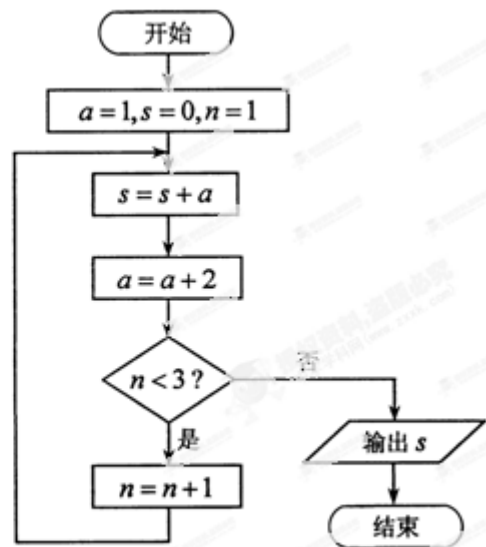 开始
a = 1, s = 0, n = 1
s = s + a
a = a + 2
n < 3 ?
否
是
输出 s
n = n + 1
结束